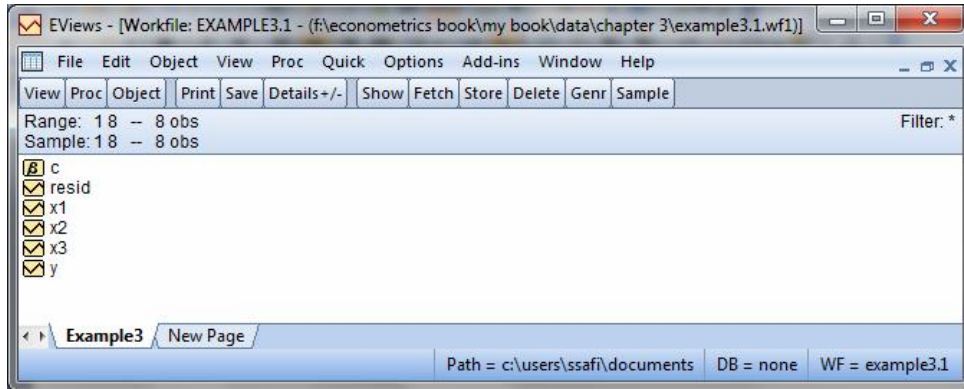 EViews - [Workfile: EXAMPLE3.1 - (f:\econometrics book\my book\data\chapter 3\example3.1.wf1)]
File Edit Object View Proc Quick Options Add-ins Window Help
View Proc Object Print Save Details+/- Show Fetch Store Delete Genr Sample
Range: 1 8 -- 8 obs Filter: *
Sample: 1 8 -- 8 obs
β c
resid
x1
x2
x3
y
Example3 New Page
Path = c:\users\ssafi\documents DB = none WF = example3.1